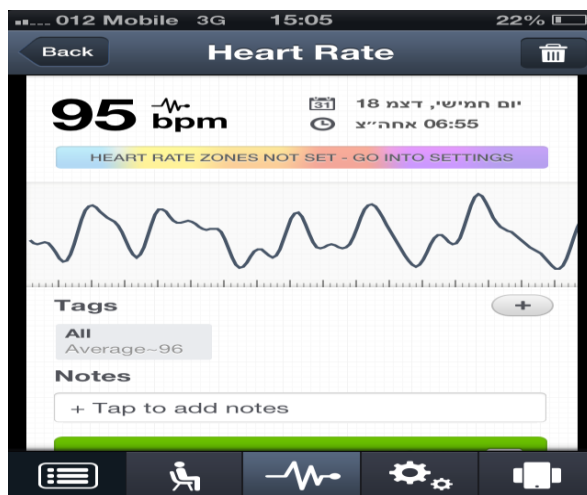 012 Mobile 3G 15:05 22%
Back Heart Rate
95 bpm
31 יום חמישי, דצמ 18
06:55 אחה״צ
HEART RATE ZONES NOT SET - GO INTO SETTINGS
Tags +
All
Average~96
Notes
+ Tap to add notes